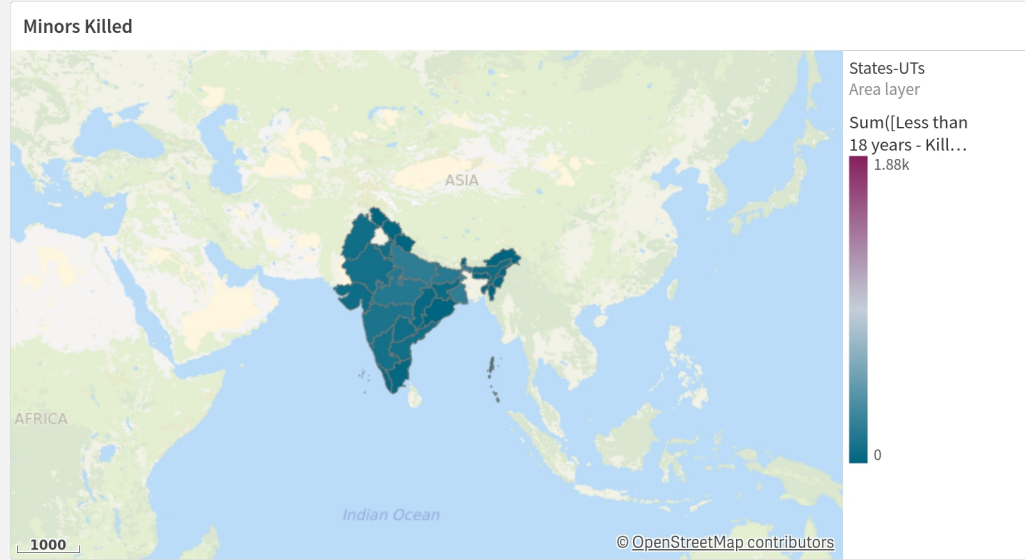 Minors Killed
States-UTs
Area layer
Sum([Less than
18 years - Kill…
1.88k
0
ASIA
AFRICA
Indian Ocean
1000
© OpenStreetMap contributors